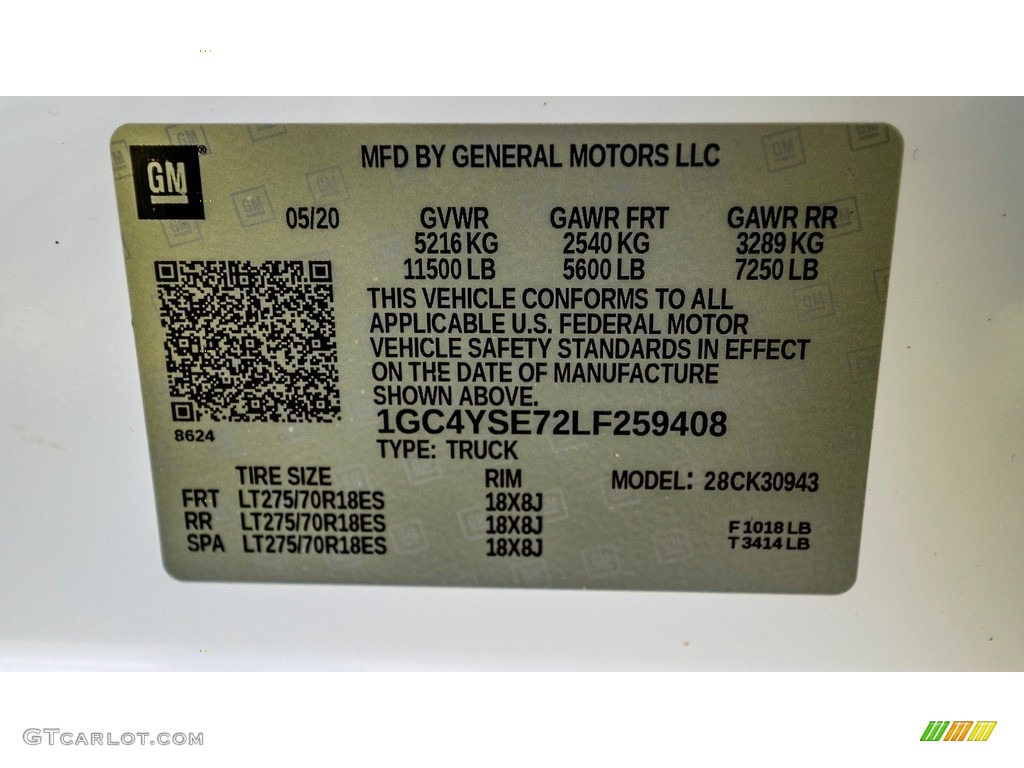 GM®
MFD BY GENERAL MOTORS LLC
05/20 GVWR GAWR FRT GAWR RR
5216 KG 2540 KG 3289 KG
11500 LB 5600 LB 7250 LB
THIS VEHICLE CONFORMS TO ALL
APPLICABLE U.S. FEDERAL MOTOR
VEHICLE SAFETY STANDARDS IN EFFECT
ON THE DATE OF MANUFACTURE
SHOWN ABOVE.
1GC4YSE72LF259408
8624
TYPE: TRUCK
TIRE SIZE RIM MODEL: 28CK30943
FRT LT275/70R18ES 18X8J
RR LT275/70R18ES 18X8J F1018 LB
SPA LT275/70R18ES 18X8J T3414 LB
GTCARLOT.COM